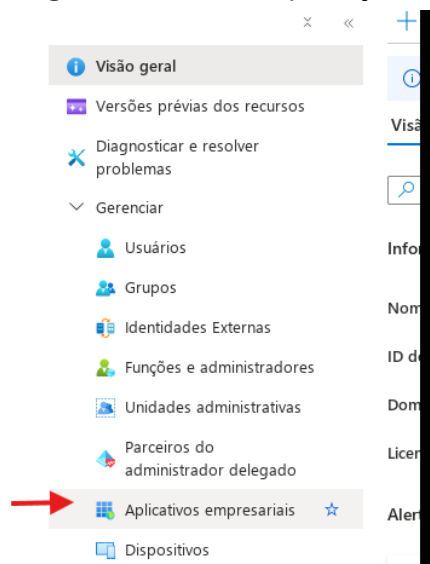 Visão geral
Versões prévias dos recursos
Diagnosticar e resolver
problemas
Gerenciar
Usuários
Grupos
Identidades Externas
Funções e administradores
Unidades administrativas
Parceiros do
administrador delegado
Aplicativos empresariais
Dispositivos